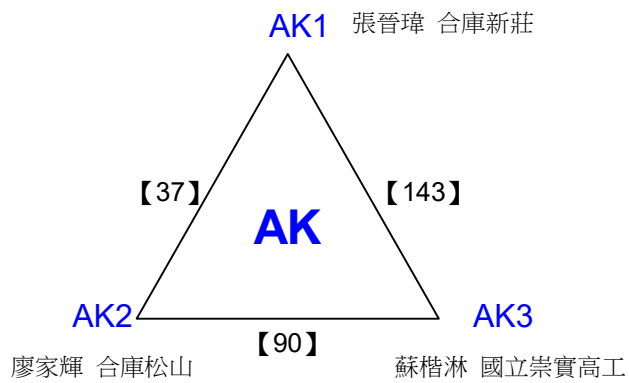 AK1 張晉瑋 合庫新莊
【37】 【143】
AK
AK2 AK3
【90】
廖家輝 合庫松山 蘇楷淋 國立崇實高工